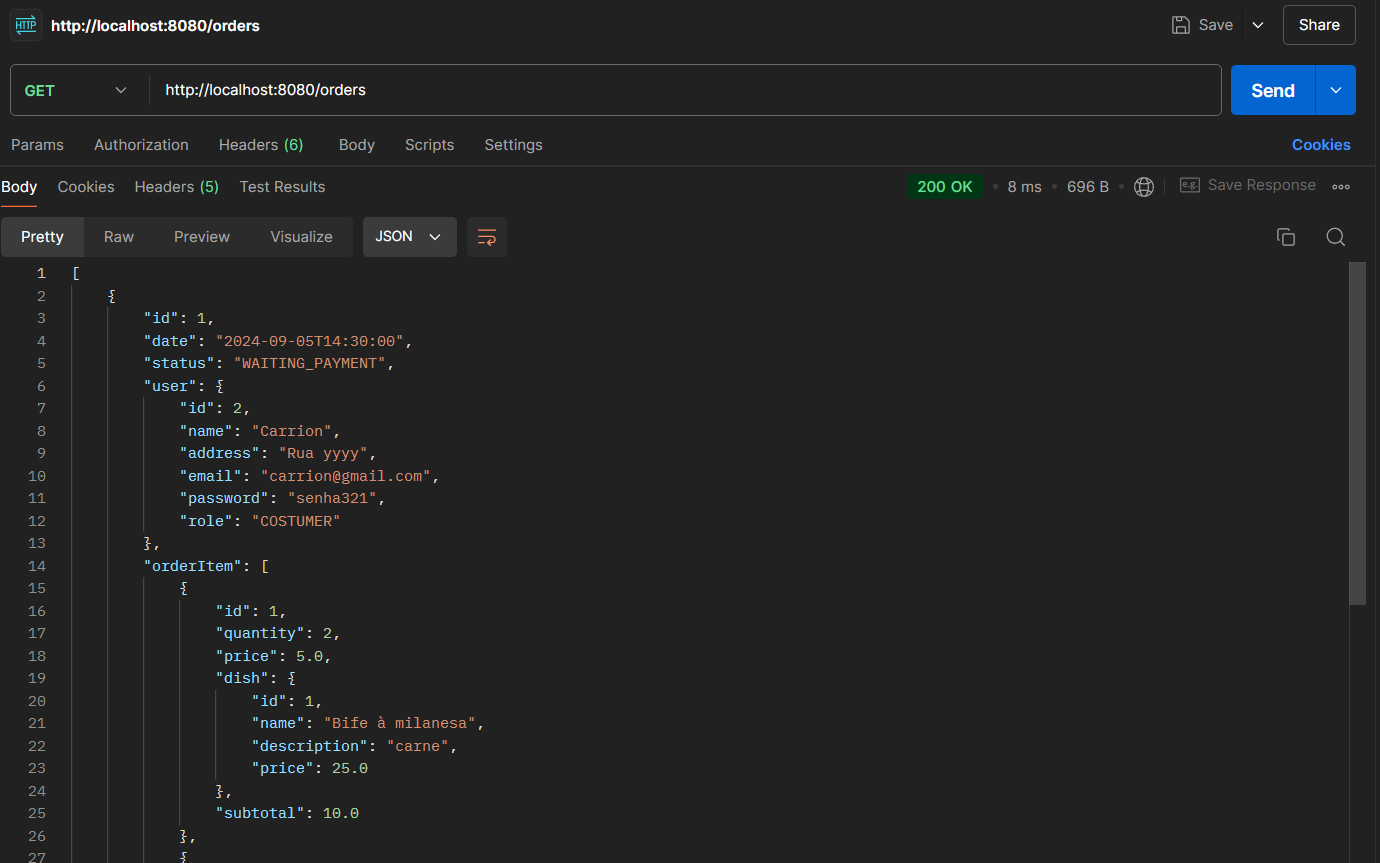 HTTP http://localhost:8080/orders Save Share
GET http://localhost:8080/orders Send
Params Authorization Headers (6) Body Scripts Settings Cookies
Body Cookies Headers (5) Test Results 200 OK 8 ms 696 B e.g. Save Response
Pretty Raw Preview Visualize JSON
1 [
2 {
3 "id": 1,
4 "date": "2024-09-05T14:30:00",
5 "status": "WAITING_PAYMENT",
6 "user": {
7 "id": 2,
8 "name": "Carrion",
9 "address": "Rua yyyy",
10 "email": "carrion@gmail.com",
11 "password": "senha321",
12 "role": "COSTUMER"
13 },
14 "orderItem": [
15 {
16 "id": 1,
17 "quantity": 2,
18 "price": 5.0,
19 "dish": {
20 "id": 1,
21 "name": "Bife à milanesa",
22 "description": "carne",
23 "price": 25.0
24 },
25 "subtotal": 10.0
26 },
27 {